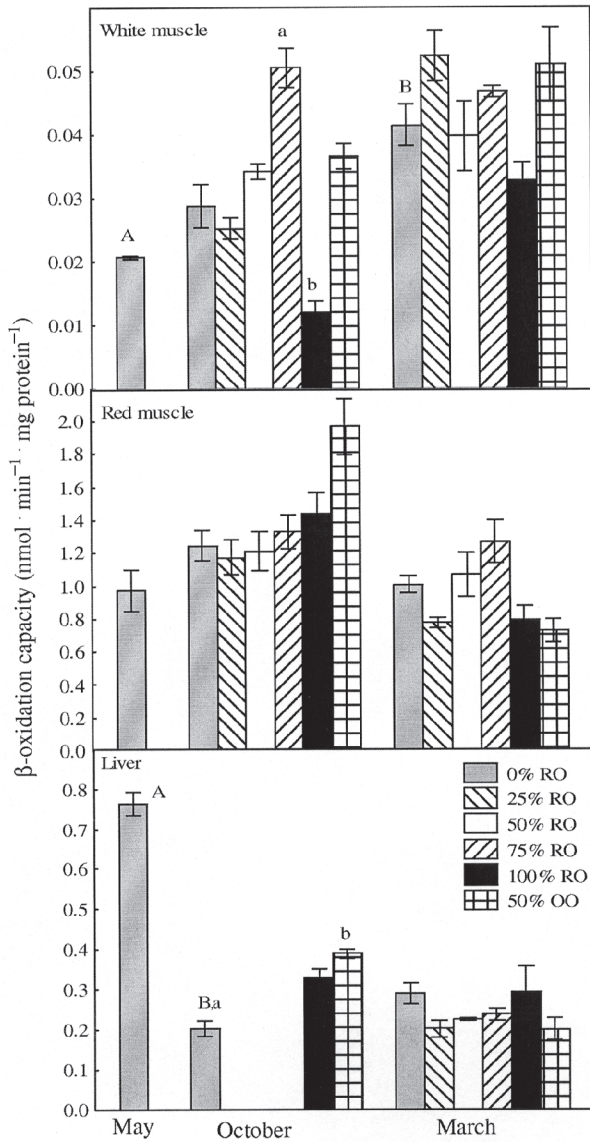 White muscle
a
0.05
B
0.04
0.03
A
0.02
b
0.01
0.00
Red muscle
2.0
1.8
1.6
1.4
1.2
1.0
0.8
0.6
0.4
0.2
0.0
β-oxidation capacity (nmol · min−1 · mg protein−1)
Liver
0.8
A
0.7
0.6
0.5
0.4
b
0.3
B,a
0.2
0.1
0.0
0% RO
25% RO
50% RO
75% RO
100% RO
50% OO
May October March